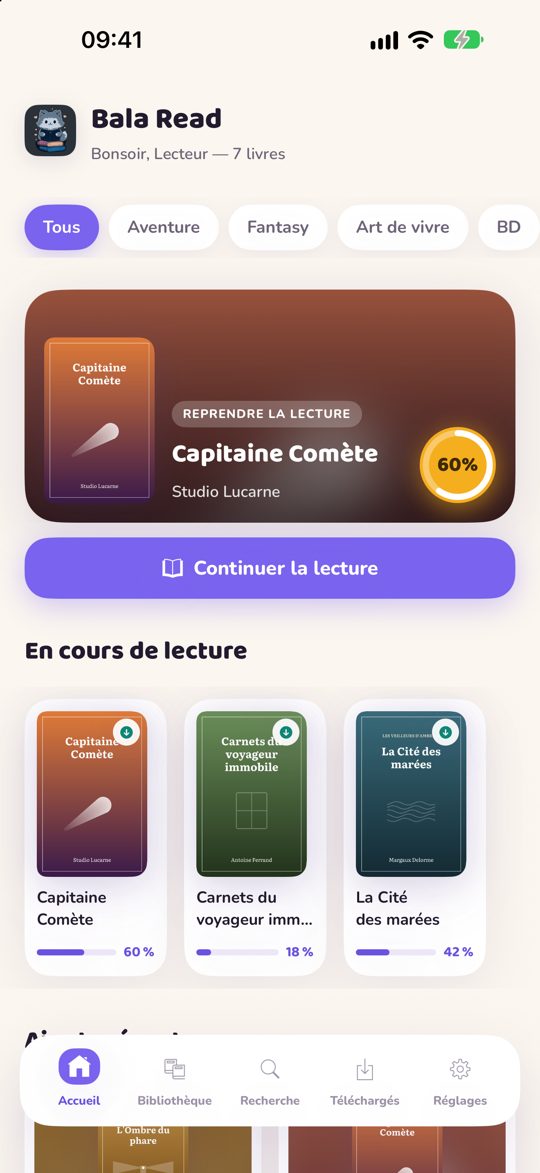 09:41
Bala Read
Bonsoir, Lecteur — 7 livres
Tous
Aventure
Fantasy
Art de vivre
BD
Capitaine
Comète
Studio Lucarne
REPRENDRE LA LECTURE
Capitaine Comète
Studio Lucarne
60%
Continuer la lecture
En cours de lecture
Capitaine
Comète
Studio Lucarne
Carnets du
voyageur
immobile
Antoine Ferrand
La Cité des
marées
Margaux Delorme
Capitaine
Comète
60 %
Carnets du
voyageur imm...
18 %
La Cité
des marées
42 %
Accueil
Bibliothèque
Recherche
Téléchargés
Réglages
L'Ombre du
phare
Comète